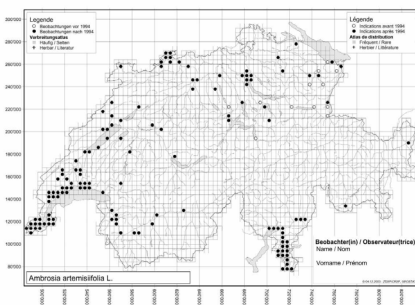 Legende
Beobachtungen vor 1994
Beobachtungen nach 1994
Verbreitungsatlas
Häufig / Selten
Herbar / Literatur
Légende
Indications avant 1994
Indications après 1994
Atlas de distribution
Fréquent / Rare
Herbier / Littérature
300'000
280'000
260'000
240'000
220'000
200'000
180'000
160'000
140'000
120'000
100'000
80'000
Beobachter(in) / Observateur(trice)
Name / Nom
Vorname / Prénom
Ambrosia artemisiifolia L.